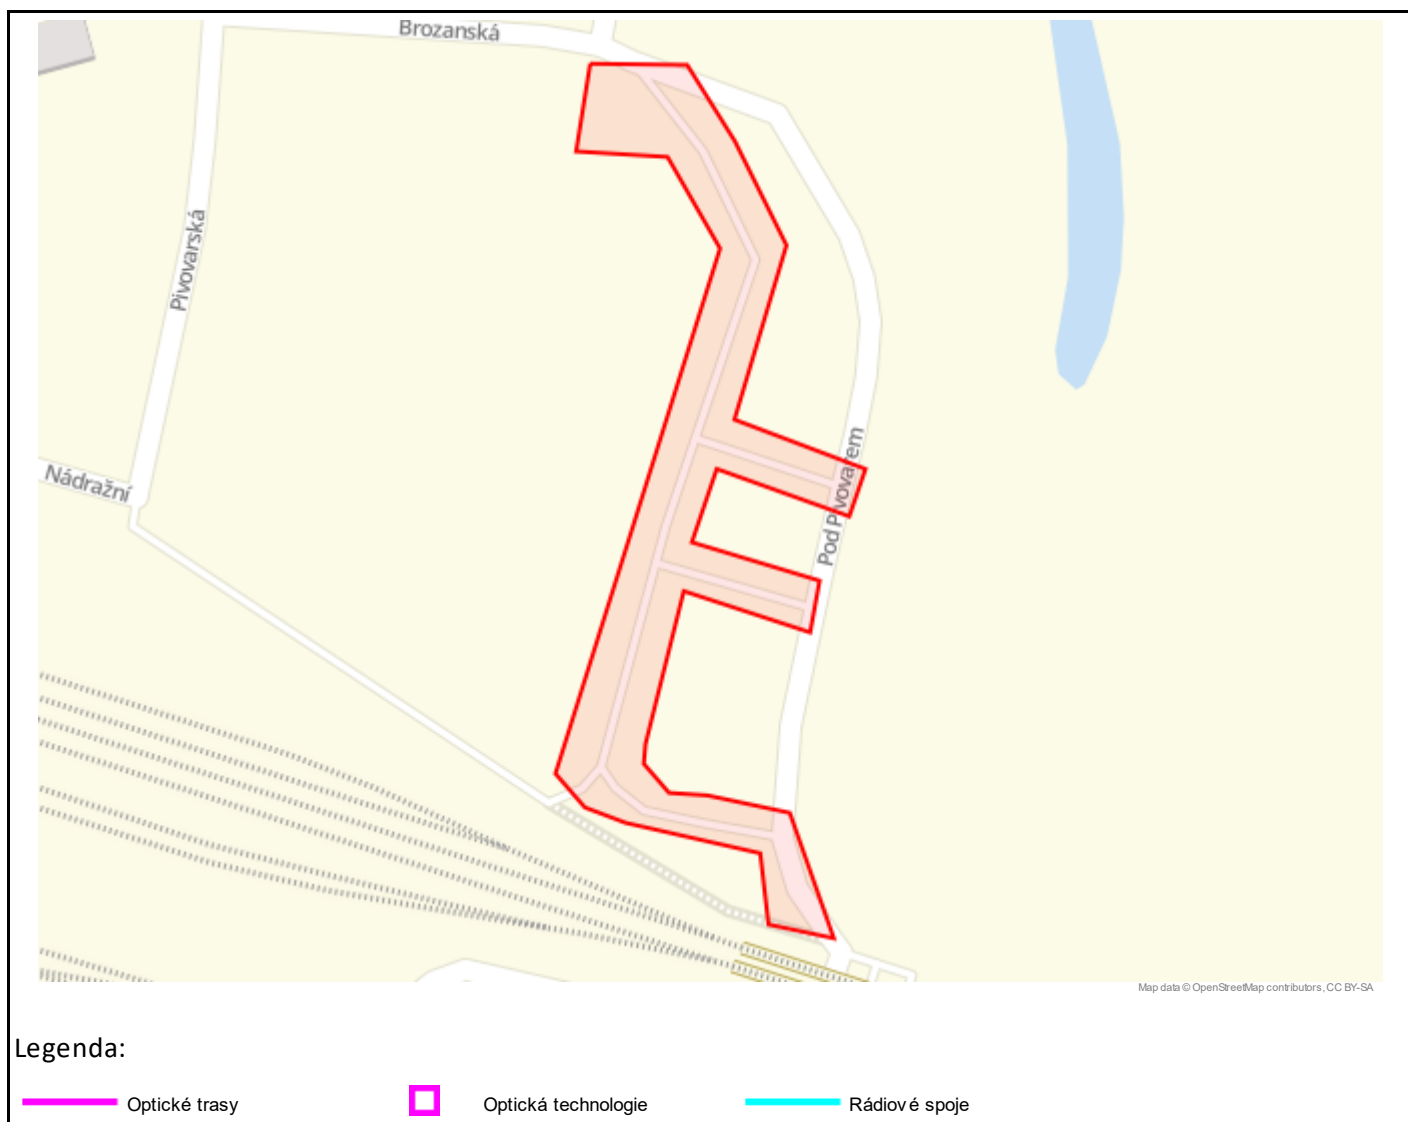 Brozanská
Pivovarská
Nádražní
Pod Pivovarem
Map data © OpenStreetMap contributors, CC BY-SA
Legenda:
Optické trasy
Optická technologie
Rádiové spoje